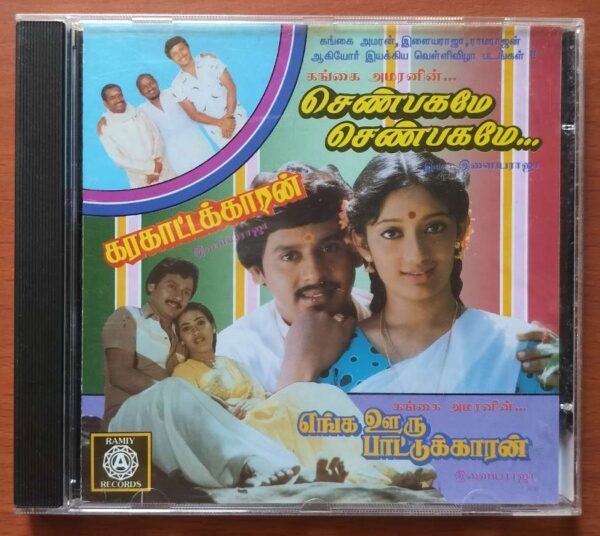 கங்கை அமரன், இளையராஜா, ராமராஜன்
ஆகியோர் இயக்கிய வெள்ளிவிழா படங்கள் !!
கங்கை அமரனின்...
செண்பகமே
செண்பகமே...
இளையராஜா
கரகாட்டக்காரன்
இளையராஜா
கங்கை அமரனின்...
எங்க ஊரு
பாட்டுக்காரன்
இளையராஜா
RAMIY
A
RECORDS